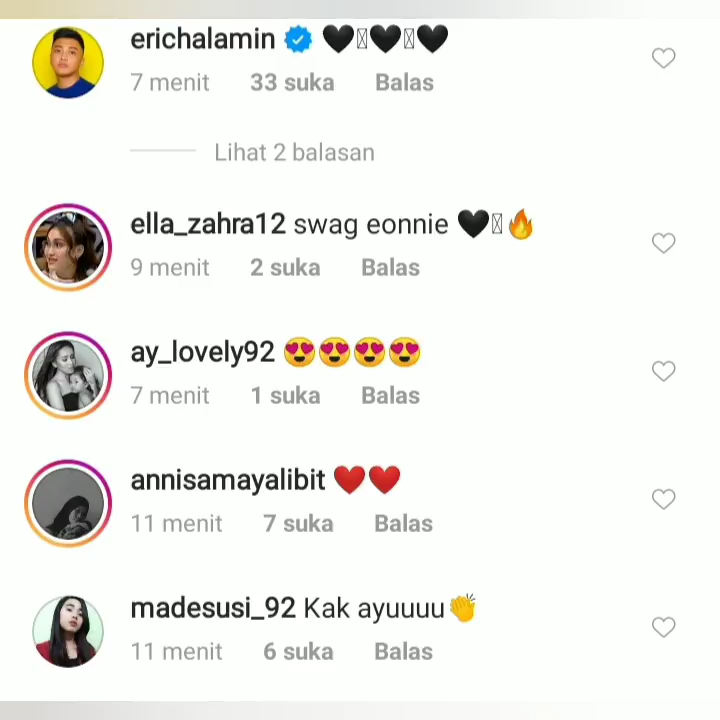 erichalamin 🖤🖤🖤
7 menit 33 suka Balas
Lihat 2 balasan
ella_zahra12 swag eonnie 🖤🔥
9 menit 2 suka Balas
ay_lovely92 😍😍😍😍
7 menit 1 suka Balas
annisamayalibit ❤️❤️
11 menit 7 suka Balas
madesusi_92 Kak ayuuuu👏
11 menit 6 suka Balas